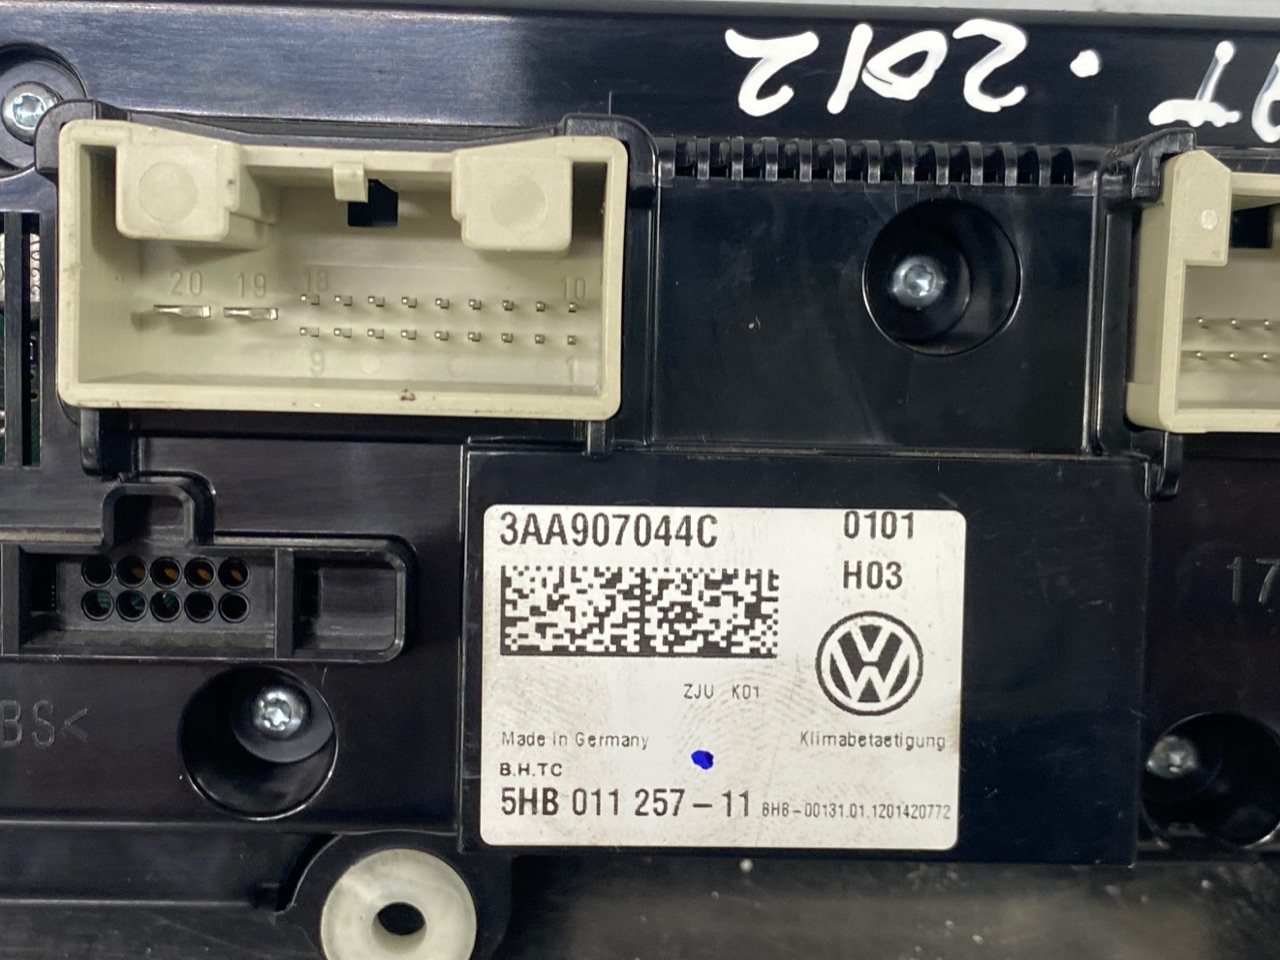 .2012
20 19 18 10
9 1
3AA907044C 0101
H03
ZJU K01
Made in Germany Klimabetaetigung
B.H.TC
5HB 011 257-11 8HB-00131.01.1201420772
17
BS<